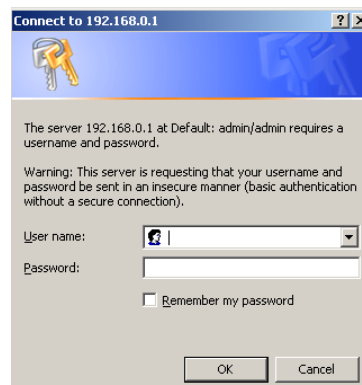 Connect to 192.168.0.1
The server 192.168.0.1 at Default: admin/admin requires a
username and password.
Warning: This server is requesting that your username and
password be sent in an insecure manner (basic authentication
without a secure connection).
User name:
Password:
Remember my password
OK Cancel